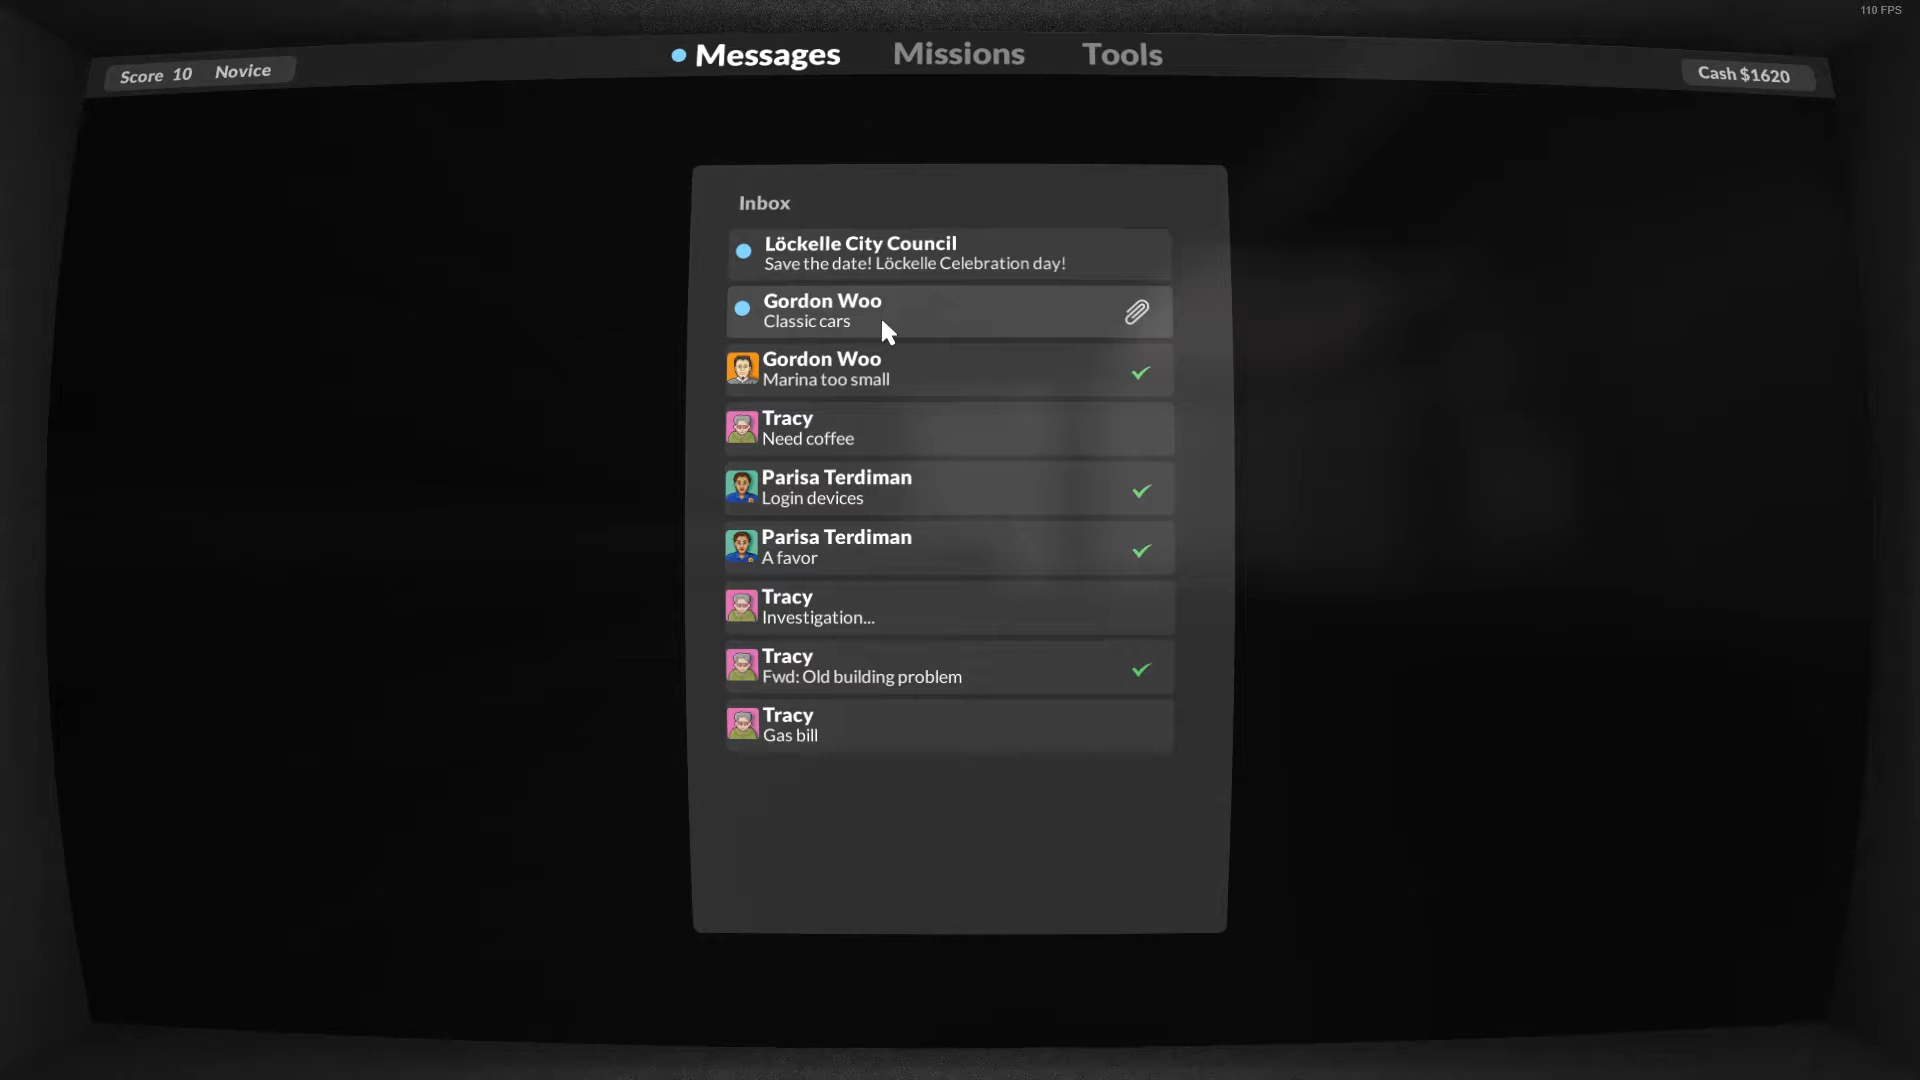 110 FPS
Score 10 Novice
Messages Missions Tools
Cash $1620
Inbox
Löckelle City Council
Save the date! Löckelle Celebration day!
Gordon Woo
Classic cars
Gordon Woo
Marina too small
Tracy
Need coffee
Parisa Terdiman
Login devices
Parisa Terdiman
A favor
Tracy
Investigation...
Tracy
Fwd: Old building problem
Tracy
Gas bill